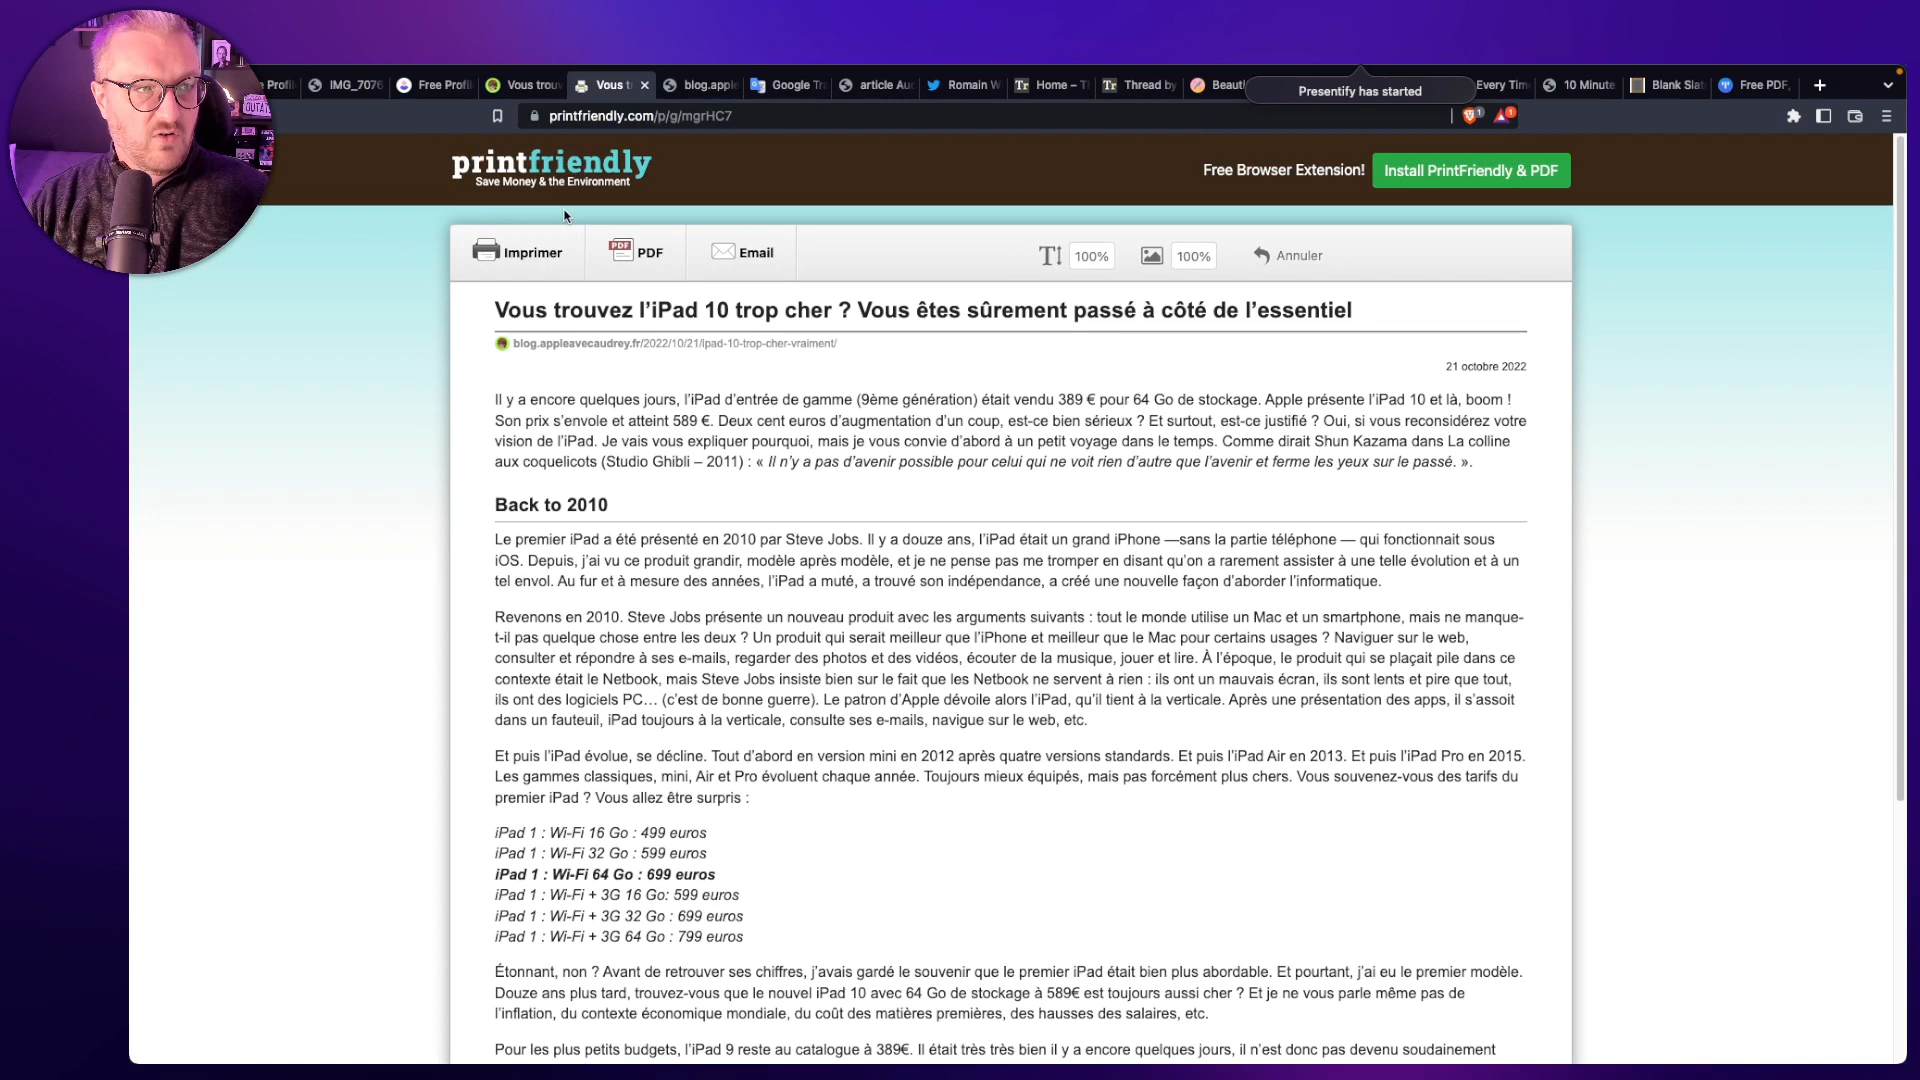 Profil
IMG_7076
Free Profil
Vous trouv
Vous t
blog.apple
Google Tra
article Aud
Romain W
Home – T
Thread by
Beauti
Presentify has started
Every Time
10 Minute
Blank Slat
Free PDF,
printfriendly.com/p/g/mgrHC7
1
1
printfriendly
Save Money & the Environment
Free Browser Extension!
Install PrintFriendly & PDF
Imprimer
PDF
PDF
Email
100%
100%
Annuler
Vous trouvez l’iPad 10 trop cher ? Vous êtes sûrement passé à côté de l’essentiel
blog.appleavecaudrey.fr/2022/10/21/ipad-10-trop-cher-vraiment/
21 octobre 2022
Il y a encore quelques jours, l’iPad d’entrée de gamme (9ème génération) était vendu 389 € pour 64 Go de stockage. Apple présente l’iPad 10 et là, boom !
Son prix s’envole et atteint 589 €. Deux cent euros d’augmentation d’un coup, est-ce bien sérieux ? Et surtout, est-ce justifié ? Oui, si vous reconsidérez votre
vision de l’iPad. Je vais vous expliquer pourquoi, mais je vous convie d’abord à un petit voyage dans le temps. Comme dirait Shun Kazama dans La colline
aux coquelicots (Studio Ghibli – 2011) : « Il n’y a pas d’avenir possible pour celui qui ne voit rien d’autre que l’avenir et ferme les yeux sur le passé. ».
Back to 2010
Le premier iPad a été présenté en 2010 par Steve Jobs. Il y a douze ans, l’iPad était un grand iPhone —sans la partie téléphone — qui fonctionnait sous
iOS. Depuis, j’ai vu ce produit grandir, modèle après modèle, et je ne pense pas me tromper en disant qu’on a rarement assister à une telle évolution et à un
tel envol. Au fur et à mesure des années, l’iPad a muté, a trouvé son indépendance, a créé une nouvelle façon d’aborder l’informatique.
Revenons en 2010. Steve Jobs présente un nouveau produit avec les arguments suivants : tout le monde utilise un Mac et un smartphone, mais ne manque-
t-il pas quelque chose entre les deux ? Un produit qui serait meilleur que l’iPhone et meilleur que le Mac pour certains usages ? Naviguer sur le web,
consulter et répondre à ses e-mails, regarder des photos et des vidéos, écouter de la musique, jouer et lire. À l’époque, le produit qui se plaçait pile dans ce
contexte était le Netbook, mais Steve Jobs insiste bien sur le fait que les Netbook ne servent à rien : ils ont un mauvais écran, ils sont lents et pire que tout,
ils ont des logiciels PC… (c’est de bonne guerre). Le patron d’Apple dévoile alors l’iPad, qu’il tient à la verticale. Après une présentation des apps, il s’assoit
dans un fauteuil, iPad toujours à la verticale, consulte ses e-mails, navigue sur le web, etc.
Et puis l’iPad évolue, se décline. Tout d’abord en version mini en 2012 après quatre versions standards. Et puis l’iPad Air en 2013. Et puis l’iPad Pro en 2015.
Les gammes classiques, mini, Air et Pro évoluent chaque année. Toujours mieux équipés, mais pas forcément plus chers. Vous souvenez-vous des tarifs du
premier iPad ? Vous allez être surpris :
iPad 1 : Wi-Fi 16 Go : 499 euros
iPad 1 : Wi-Fi 32 Go : 599 euros
iPad 1 : Wi-Fi 64 Go : 699 euros
iPad 1 : Wi-Fi + 3G 16 Go: 599 euros
iPad 1 : Wi-Fi + 3G 32 Go : 699 euros
iPad 1 : Wi-Fi + 3G 64 Go : 799 euros
Étonnant, non ? Avant de retrouver ses chiffres, j’avais gardé le souvenir que le premier iPad était bien plus abordable. Et pourtant, j’ai eu le premier modèle.
Douze ans plus tard, trouvez-vous que le nouvel iPad 10 avec 64 Go de stockage à 589€ est toujours aussi cher ? Et je ne vous parle même pas de
l’inflation, du contexte économique mondiale, du coût des matières premières, des hausses des salaires, etc.
Pour les plus petits budgets, l’iPad 9 reste au catalogue à 389€. Il était très très bien il y a encore quelques jours, il n’est donc pas devenu soudainement